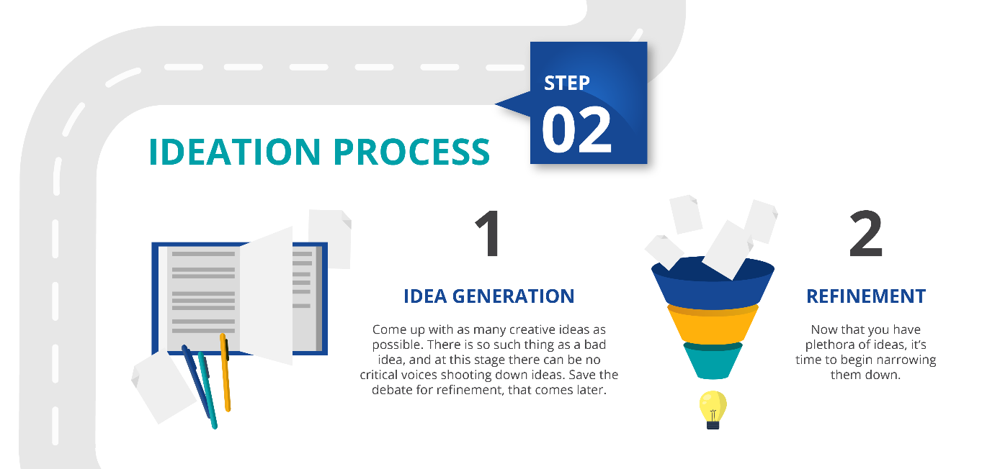 STEP
02
IDEATION PROCESS
1
IDEA GENERATION
Come up with as many creative ideas as
possible. There is so such thing as a bad
idea, and at this stage there can be no
critical voices shooting down ideas. Save the
debate for refinement, that comes later.
2
REFINEMENT
Now that you have
plethora of ideas, it’s
time to begin narrowing
them down.